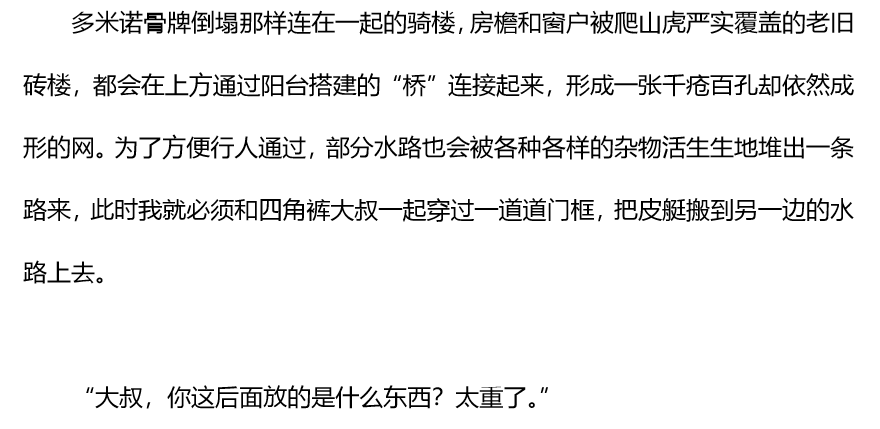 多米诺骨牌倒塌那样连在一起的骑楼，房檐和窗户被爬山虎严实覆盖的老旧
砖楼，都会在上方通过阳台搭建的“桥”连接起来，形成一张千疮百孔却依然成
形的网。为了方便行人通过，部分水路也会被各种各样的杂物活生生地堆出一条
路来，此时我就必须和四角裤大叔一起穿过一道道门框，把皮艇搬到另一边的水
路上去。
“大叔，你这后面放的是什么东西？太重了。”